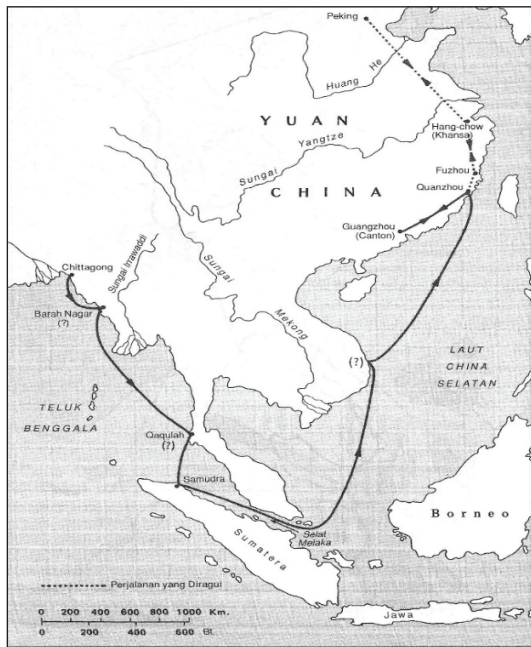 Peking
Huang He
YUAN
Hang-chow
(Khansa)
Sungai Yangtze
Fuzhou
CHINA
Quanzhou
Guangzhou
(Canton)
Chittagong
Sungai Irrawaddi
Sungai Mekong
Barah Nagar
(?)
(?)
LAUT
CHINA
SELATAN
TELUK
BENGGALA
Qaqulah
(?)
Samudra
Borneo
Selat
Melaka
Sumatera
Perjalanan yang Diragui
0 200 400 600 800 1000 Km.
0 200 400 600 Bt.
Jawa